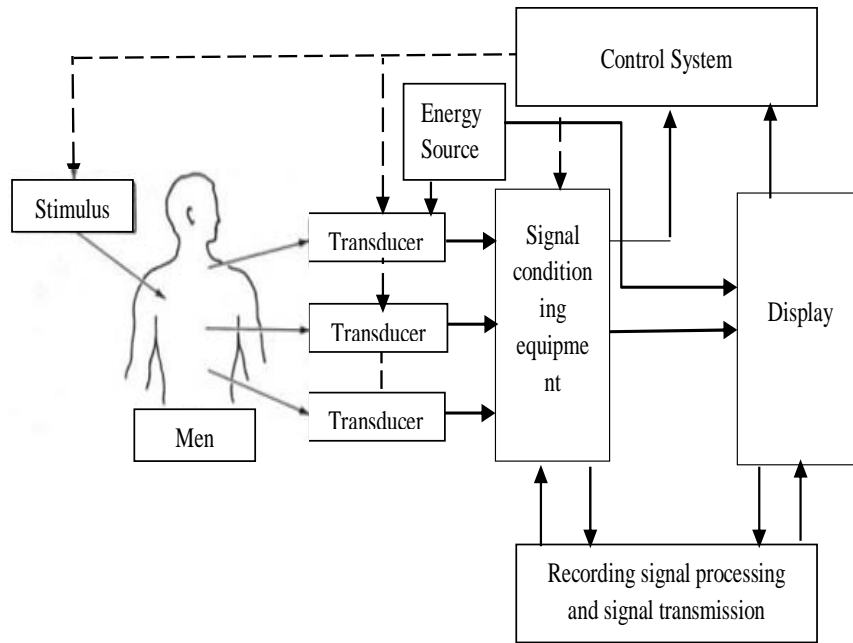 Control System
Energy
Source
Stimulus
Transducer
Signal
condition
ing
equipme
nt
Transducer
Display
Transducer
Men
Recording signal processing
and signal transmission